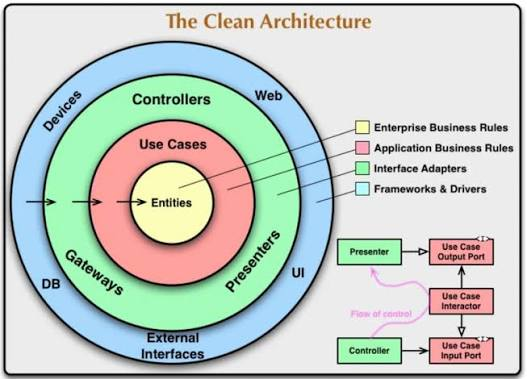 The Clean Architecture
Devices
Web
Controllers
Use Cases
Entities
Gateways
Presenters
DB
UI
External
Interfaces
Enterprise Business Rules
Application Business Rules
Interface Adapters
Frameworks & Drivers
Presenter
Use Case
Output Port
Flow of control
Use Case
Interactor
Controller
Use Case
Input Port